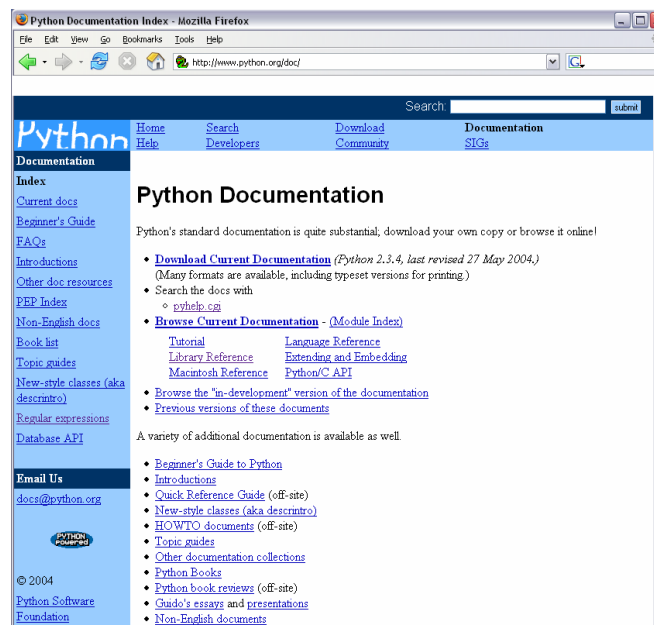 Python Documentation Index - Mozilla Firefox
File Edit View Go Bookmarks Tools Help
http://www.python.org/doc/
G
Search: submit
Python
Home Search Download Documentation
Help Developers Community SIGs
Documentation
Index
Current docs
Beginner's Guide
FAQs
Introductions
Other doc resources
PEP Index
Non-English docs
Book list
Topic guides
New-style classes (aka
descrintro)
Regular expressions
Database API
Email Us
docs@python.org
PYTHON
POWERED
© 2004
Python Software
Foundation
Python Documentation
Python's standard documentation is quite substantial; download your own copy or browse it online!
Download Current Documentation (Python 2.3.4, last revised 27 May 2004.)
(Many formats are available, including typeset versions for printing.)
Search the docs with
pyhelp.cgi
Browse Current Documentation - (Module Index)
Tutorial Language Reference
Library Reference Extending and Embedding
Macintosh Reference Python/C API
Browse the "in-development" version of the documentation
Previous versions of these documents
A variety of additional documentation is available as well.
Beginner's Guide to Python
Introductions
Quick Reference Guide (off-site)
New-style classes (aka descrintro)
HOWTO documents (off-site)
Topic guides
Other documentation collections
Python Books
Python book reviews (off-site)
Guido's essays and presentations
Non-English documents